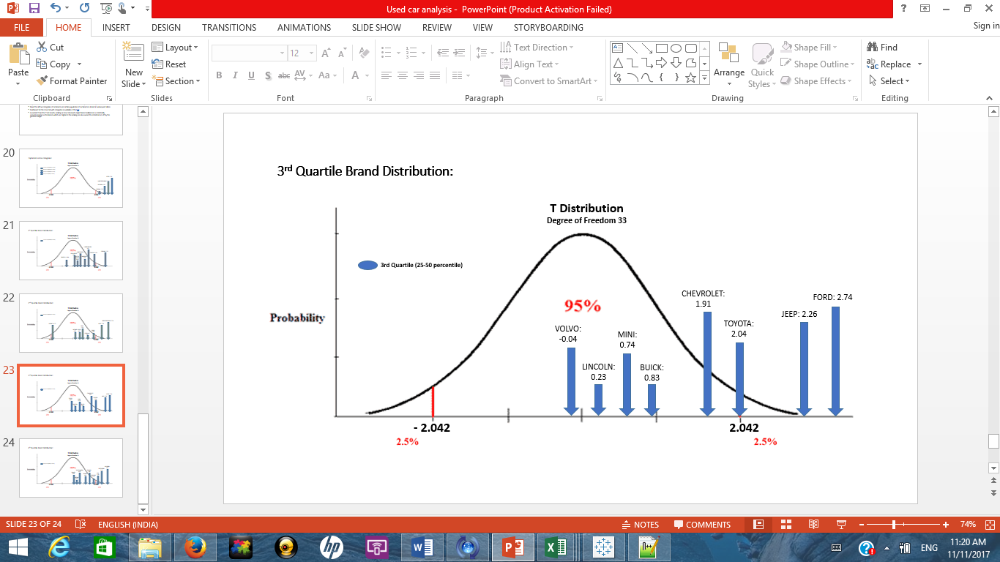 Used car analysis - PowerPoint (Product Activation Failed)
FILE HOME INSERT DESIGN TRANSITIONS ANIMATIONS SLIDE SHOW REVIEW VIEW STORYBOARDING Sign in
Paste
Cut
Copy
Format Painter
Clipboard
New Slide
Layout
Reset
Section
Slides
12
B I U S abc AV Aa A
Font
Text Direction
Align Text
Convert to SmartArt
Paragraph
Arrange
Quick Styles
Shape Fill
Shape Outline
Shape Effects
Drawing
Find
Replace
Select
Editing
20
21
22
23
24
3rd Quartile Brand Distribution:
T Distribution
Degree of Freedom 33
3rd Quartile (25-50 percentile)
Probability
95%
VOLVO:
-0.04
LINCOLN:
0.23
MINI:
0.74
BUICK:
0.83
CHEVROLET:
1.91
TOYOTA:
2.04
JEEP: 2.26
FORD: 2.74
- 2.042
2.5%
2.042
2.5%
SLIDE 23 OF 24 ENGLISH (INDIA) NOTES COMMENTS 74%
ENG
11:20 AM
11/11/2017